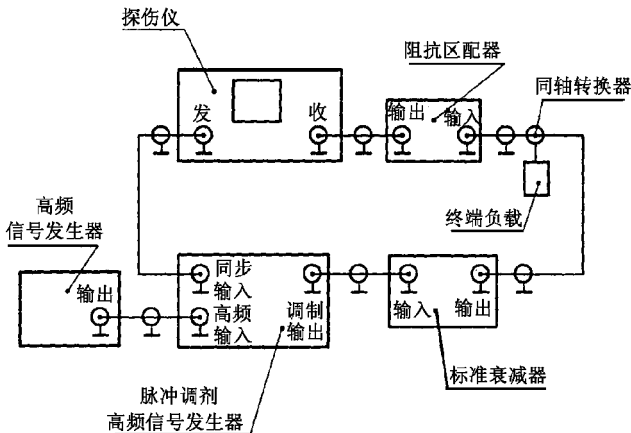 探伤仪
发
收
阻抗区配器
输出
输入
同轴转换器
终端负载
高频
信号发生器
输出
同步
输入
高频
输入
调制
输出
输入
输出
标准衰减器
脉冲调剂
高频信号发生器